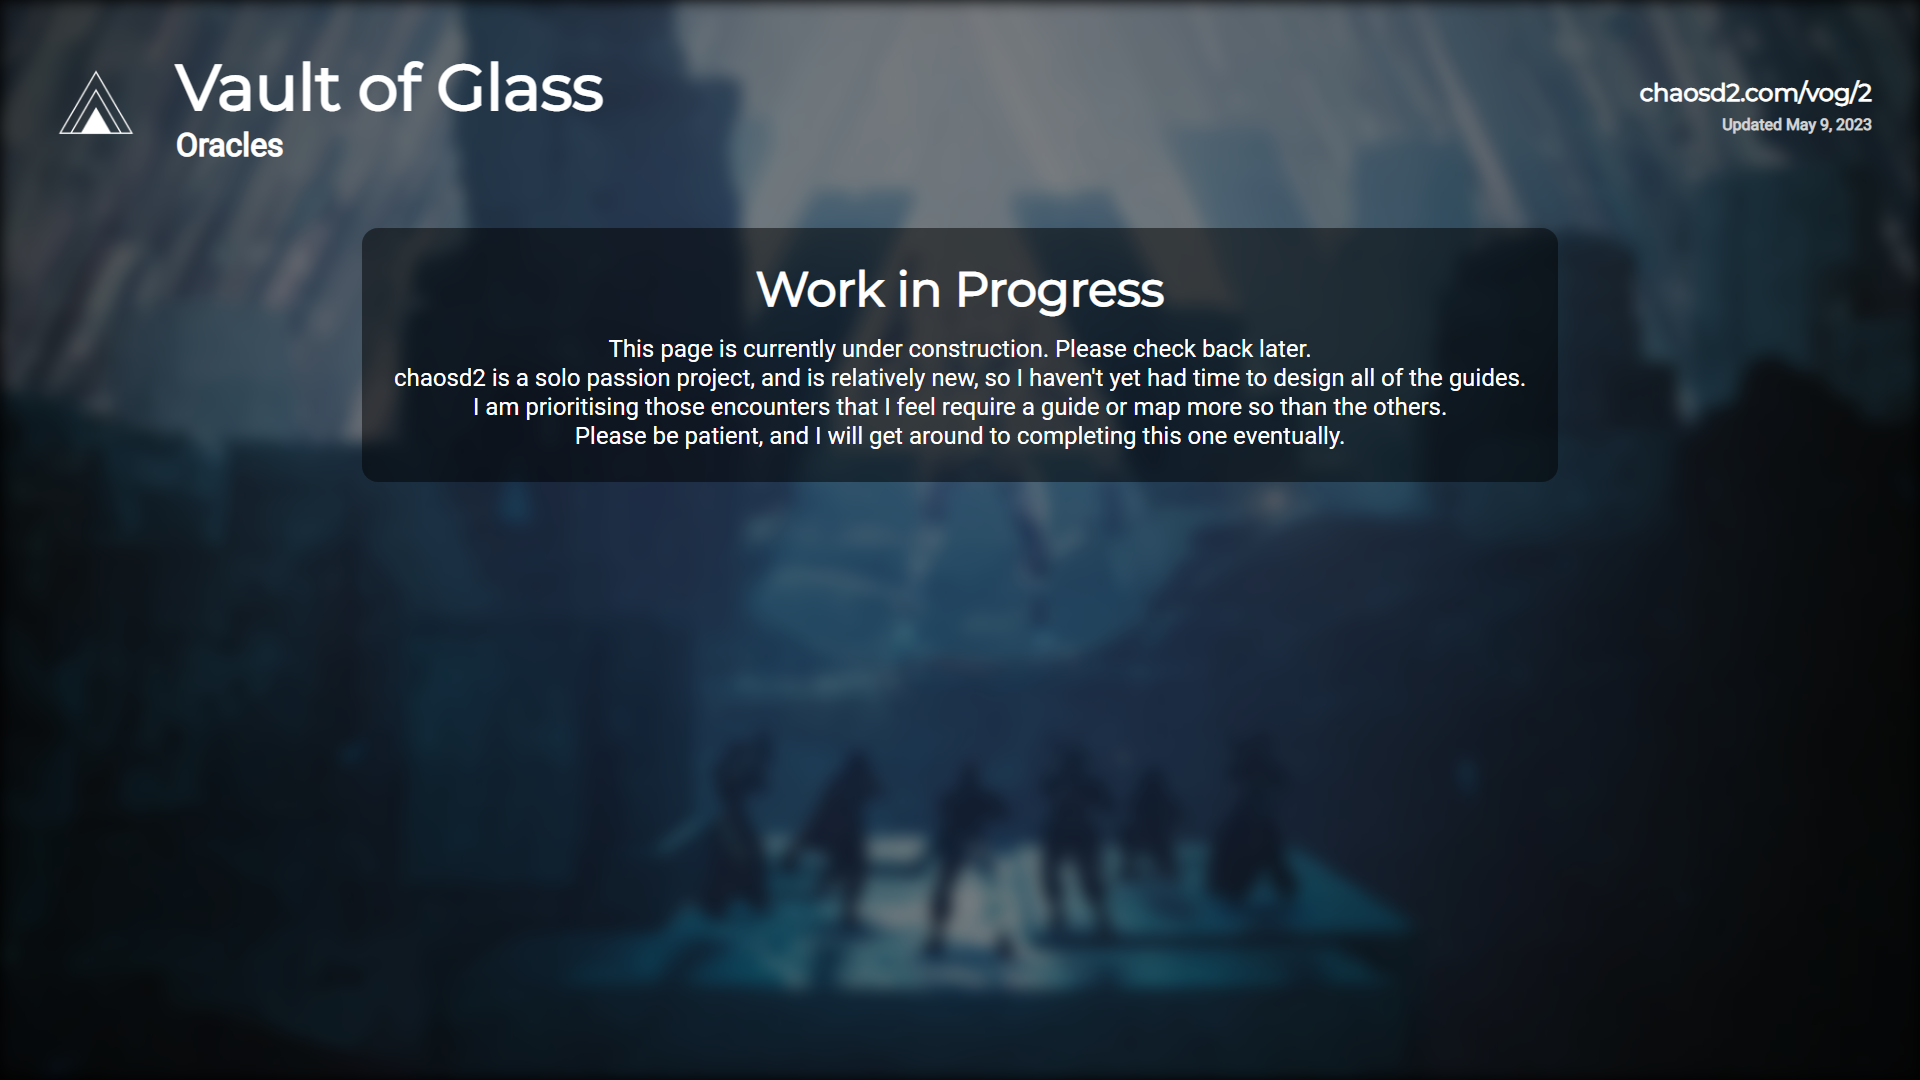 Vault of Glass
Oracles
chaosd2.com/vog/2
Updated May 9, 2023
Work in Progress
This page is currently under construction. Please check back later.
chaosd2 is a solo passion project, and is relatively new, so I haven't yet had time to design all of the guides.
I am prioritising those encounters that I feel require a guide or map more so than the others.
Please be patient, and I will get around to completing this one eventually.